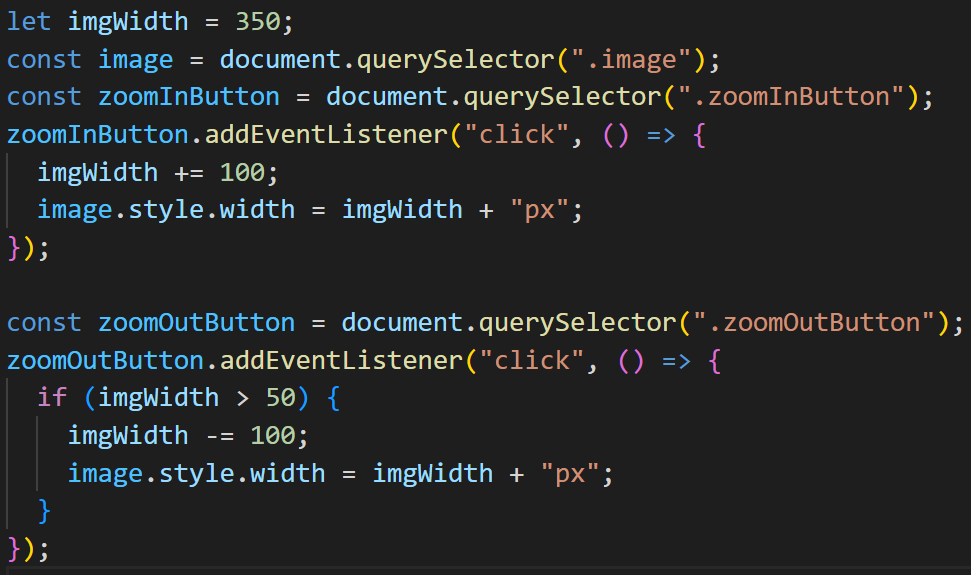 let imgWidth = 350;
const image = document.querySelector(".image");
const zoomInButton = document.querySelector(".zoomInButton");
zoomInButton.addEventListener("click", () => {
  imgWidth += 100;
  image.style.width = imgWidth + "px";
});

const zoomOutButton = document.querySelector(".zoomOutButton");
zoomOutButton.addEventListener("click", () => {
  if (imgWidth > 50) {
    imgWidth -= 100;
    image.style.width = imgWidth + "px";
  }
});